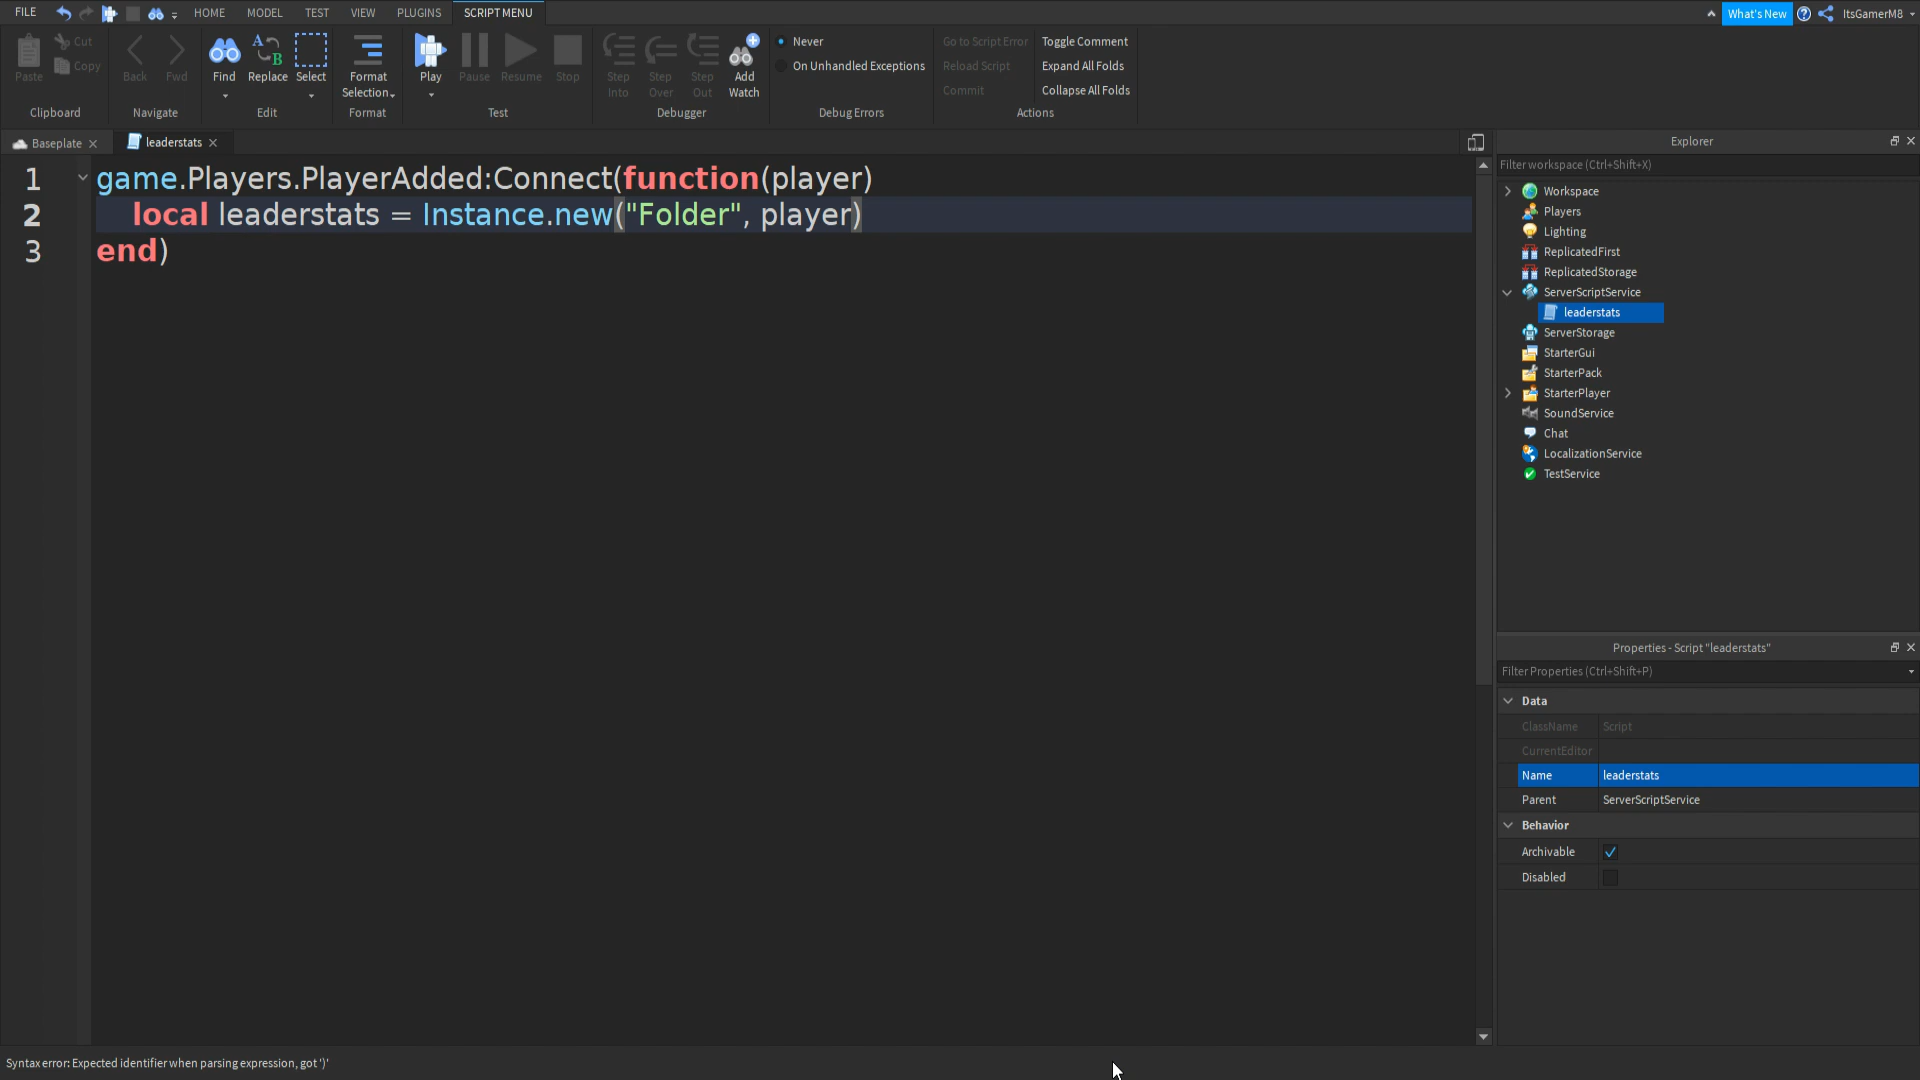 FILE HOME MODEL TEST VIEW PLUGINS SCRIPT MENU What's New ItsGamerM8
Paste Cut Copy Clipboard
Back Fwd Navigate
Find Replace Select Edit
Format Selection Format
Play Pause Resume Stop Test
Step Into Step Over Step Out Add Watch Debugger
Never
On Unhandled Exceptions
Debug Errors
Go to Script Error Toggle Comment
Reload Script Expand All Folds
Commit Collapse All Folds
Actions
Baseplate leaderstats
1 game.Players.PlayerAdded:Connect(function(player)
2 local leaderstats = Instance.new("Folder", player)
3 end)
Explorer
Filter workspace (Ctrl+Shift+X)
Workspace
Players
Lighting
ReplicatedFirst
ReplicatedStorage
ServerScriptService
leaderstats
ServerStorage
StarterGui
StarterPack
StarterPlayer
SoundService
Chat
LocalizationService
TestService
Properties - Script "leaderstats"
Filter Properties (Ctrl+Shift+P)
Data
ClassName Script
CurrentEditor
Name leaderstats
Parent ServerScriptService
Behavior
Archivable
Disabled
Syntax error: Expected identifier when parsing expression, got ')'